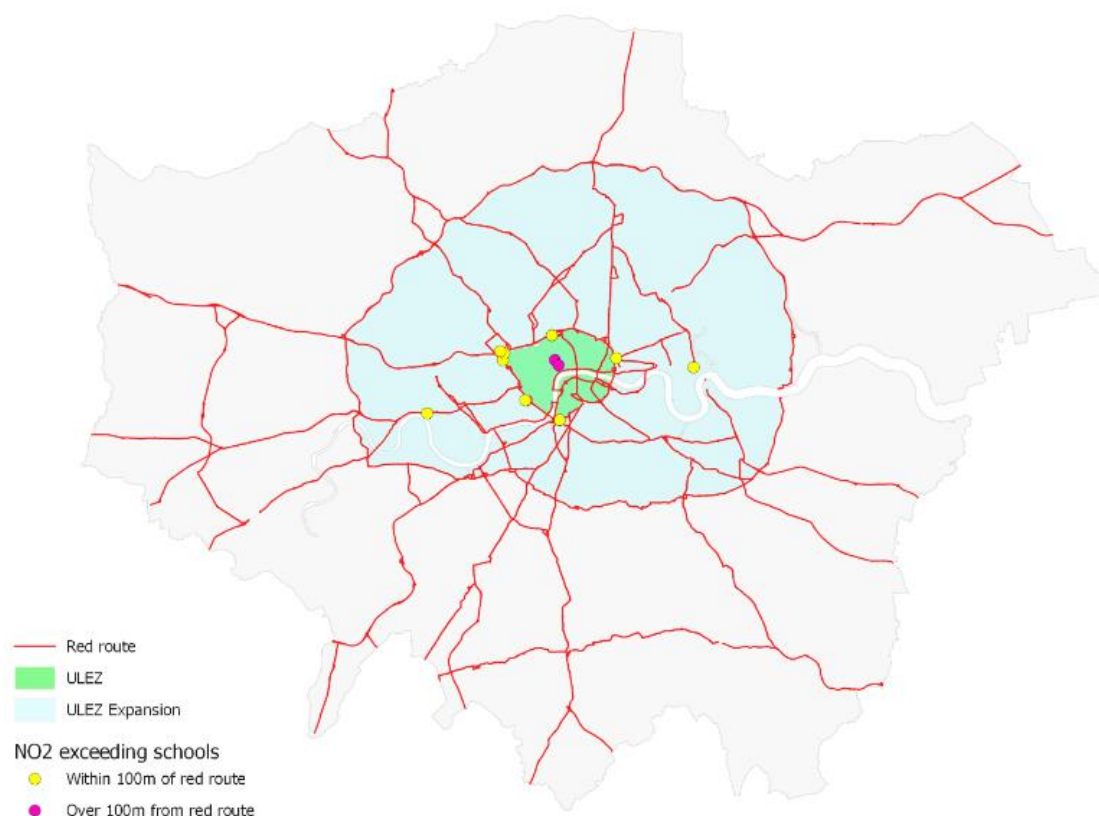 Red route
ULEZ
ULEZ Expansion
NO2 exceeding schools
Within 100m of red route
Over 100m from red route